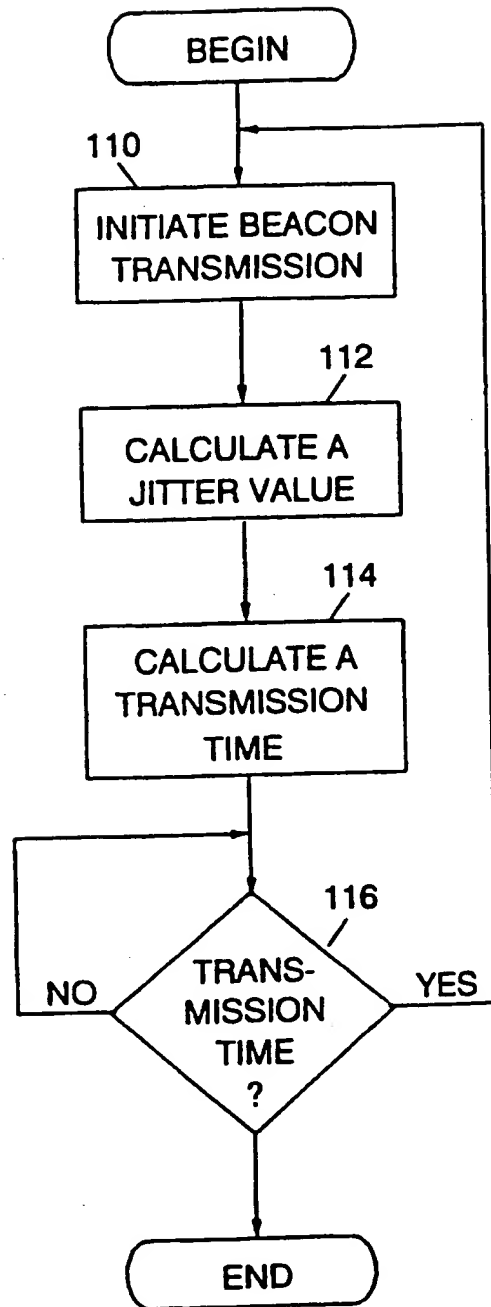 BEGIN
110
INITIATE BEACON
TRANSMISSION
112
CALCULATE A
JITTER VALUE
114
CALCULATE A
TRANSMISSION
TIME
116
TRANS-
MISSION
TIME
?
NO
YES
END